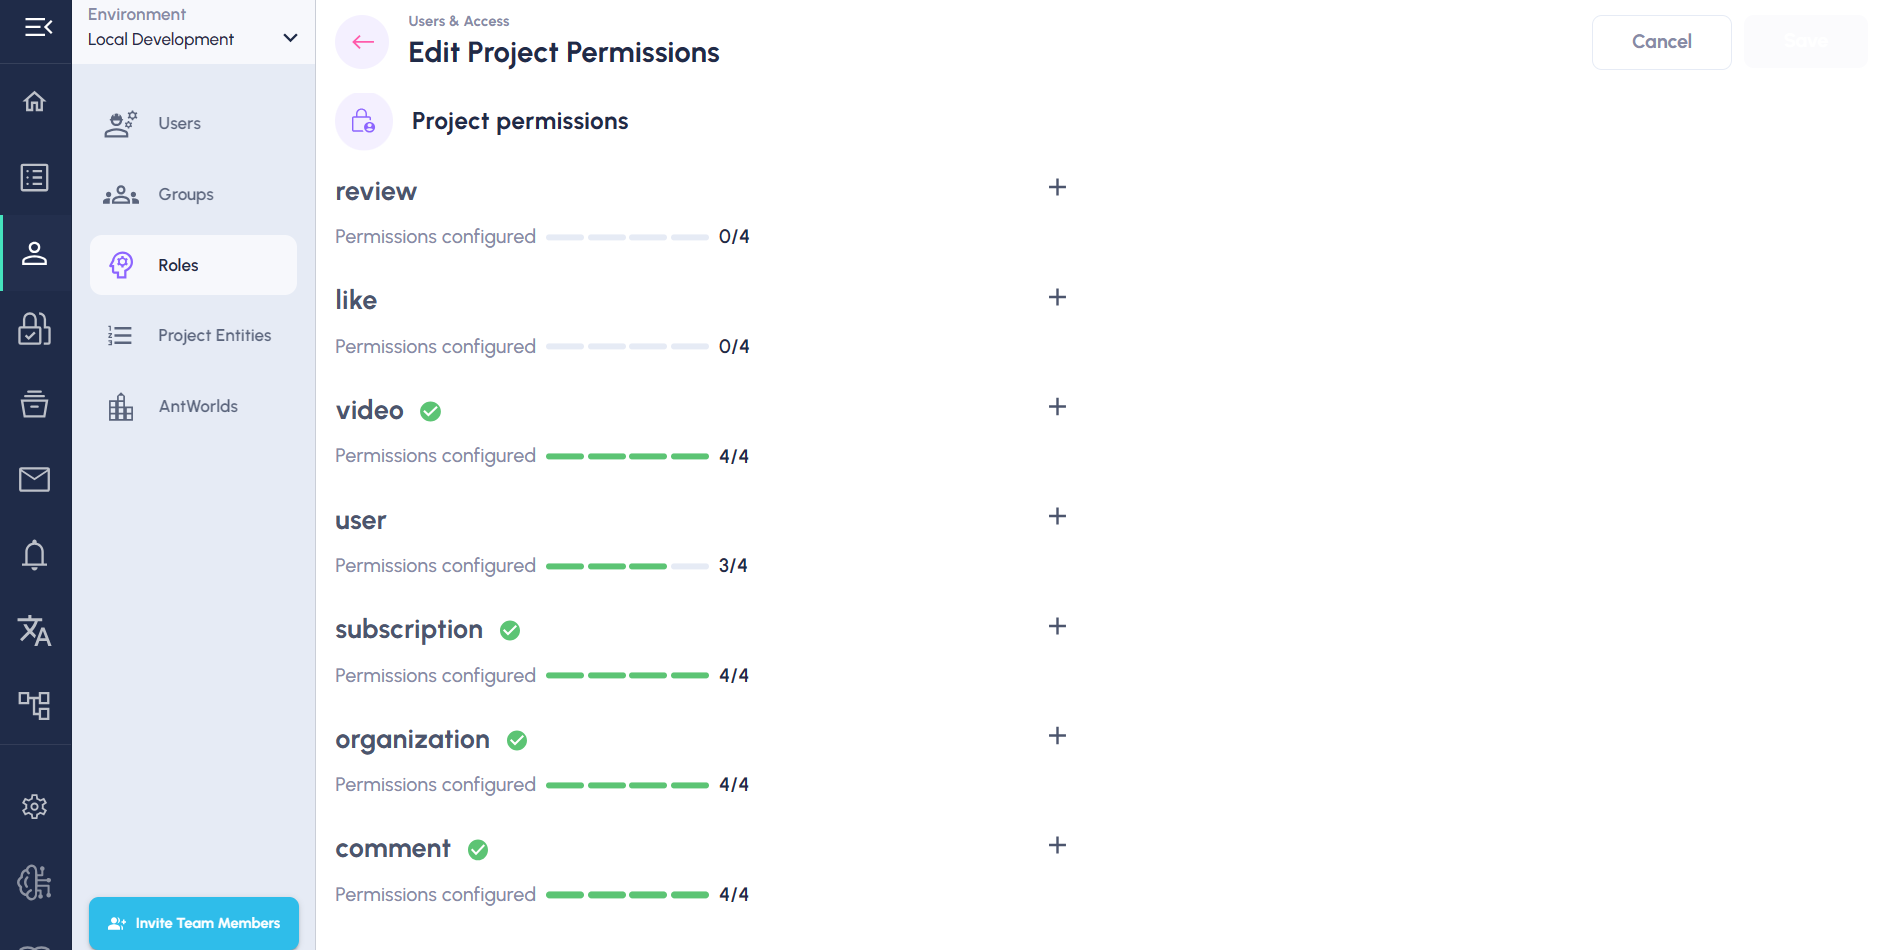 Environment
Local Development
Users
Groups
Roles
Project Entities
AntWorlds
Invite Team Members
Users & Access
Edit Project Permissions
Cancel
Save
Project permissions
review
Permissions configured 0/4
like
Permissions configured 0/4
video
Permissions configured 4/4
user
Permissions configured 3/4
subscription
Permissions configured 4/4
organization
Permissions configured 4/4
comment
Permissions configured 4/4